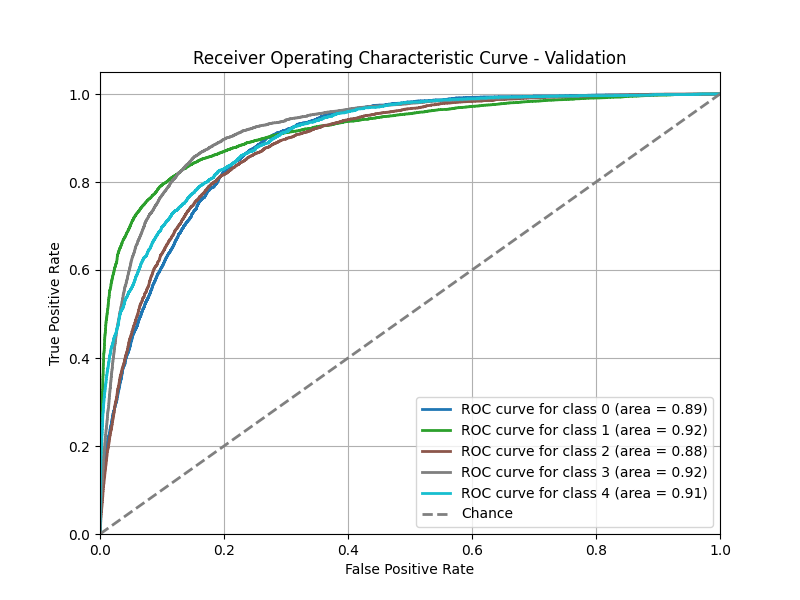 Receiver Operating Characteristic Curve - Validation
1.0
0.8
0.6
0.4
0.2
0.0
True Positive Rate
ROC curve for class 0 (area = 0.89)
ROC curve for class 1 (area = 0.92)
ROC curve for class 2 (area = 0.88)
ROC curve for class 3 (area = 0.92)
ROC curve for class 4 (area = 0.91)
Chance
0.0 0.2 0.4 0.6 0.8 1.0
False Positive Rate